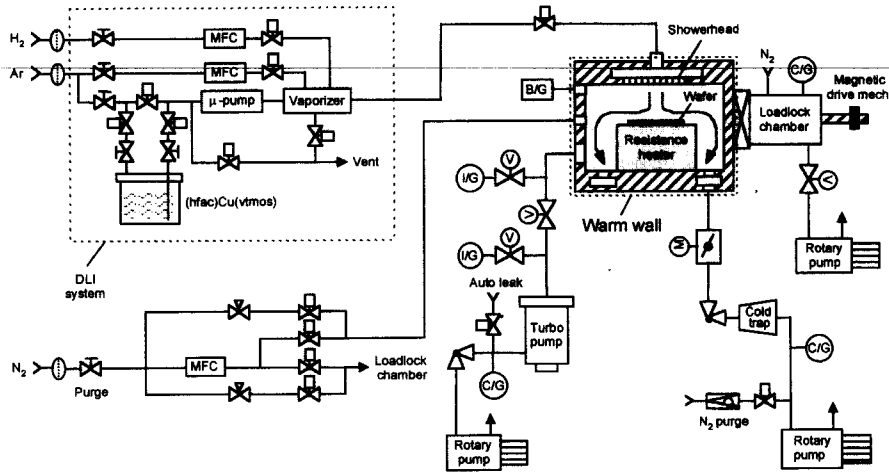 H2
MFC
Ar
MFC
μ-pump
Vaporizer
Vent
(hfac)Cu(vtmos)
DLI
system
Showerhead
B/G
Wafer
Resistance
heater
Warm wall
N2
C/G
Magnetic
drive mech
Loadlock
chamber
V
Rotary
pump
I/G
V
V
I/G
V
Auto leak
Turbo
pump
C/G
Rotary
pump
M
Cold
trap
C/G
N2 purge
Rotary
pump
N2
Purge
MFC
Loadlock
chamber